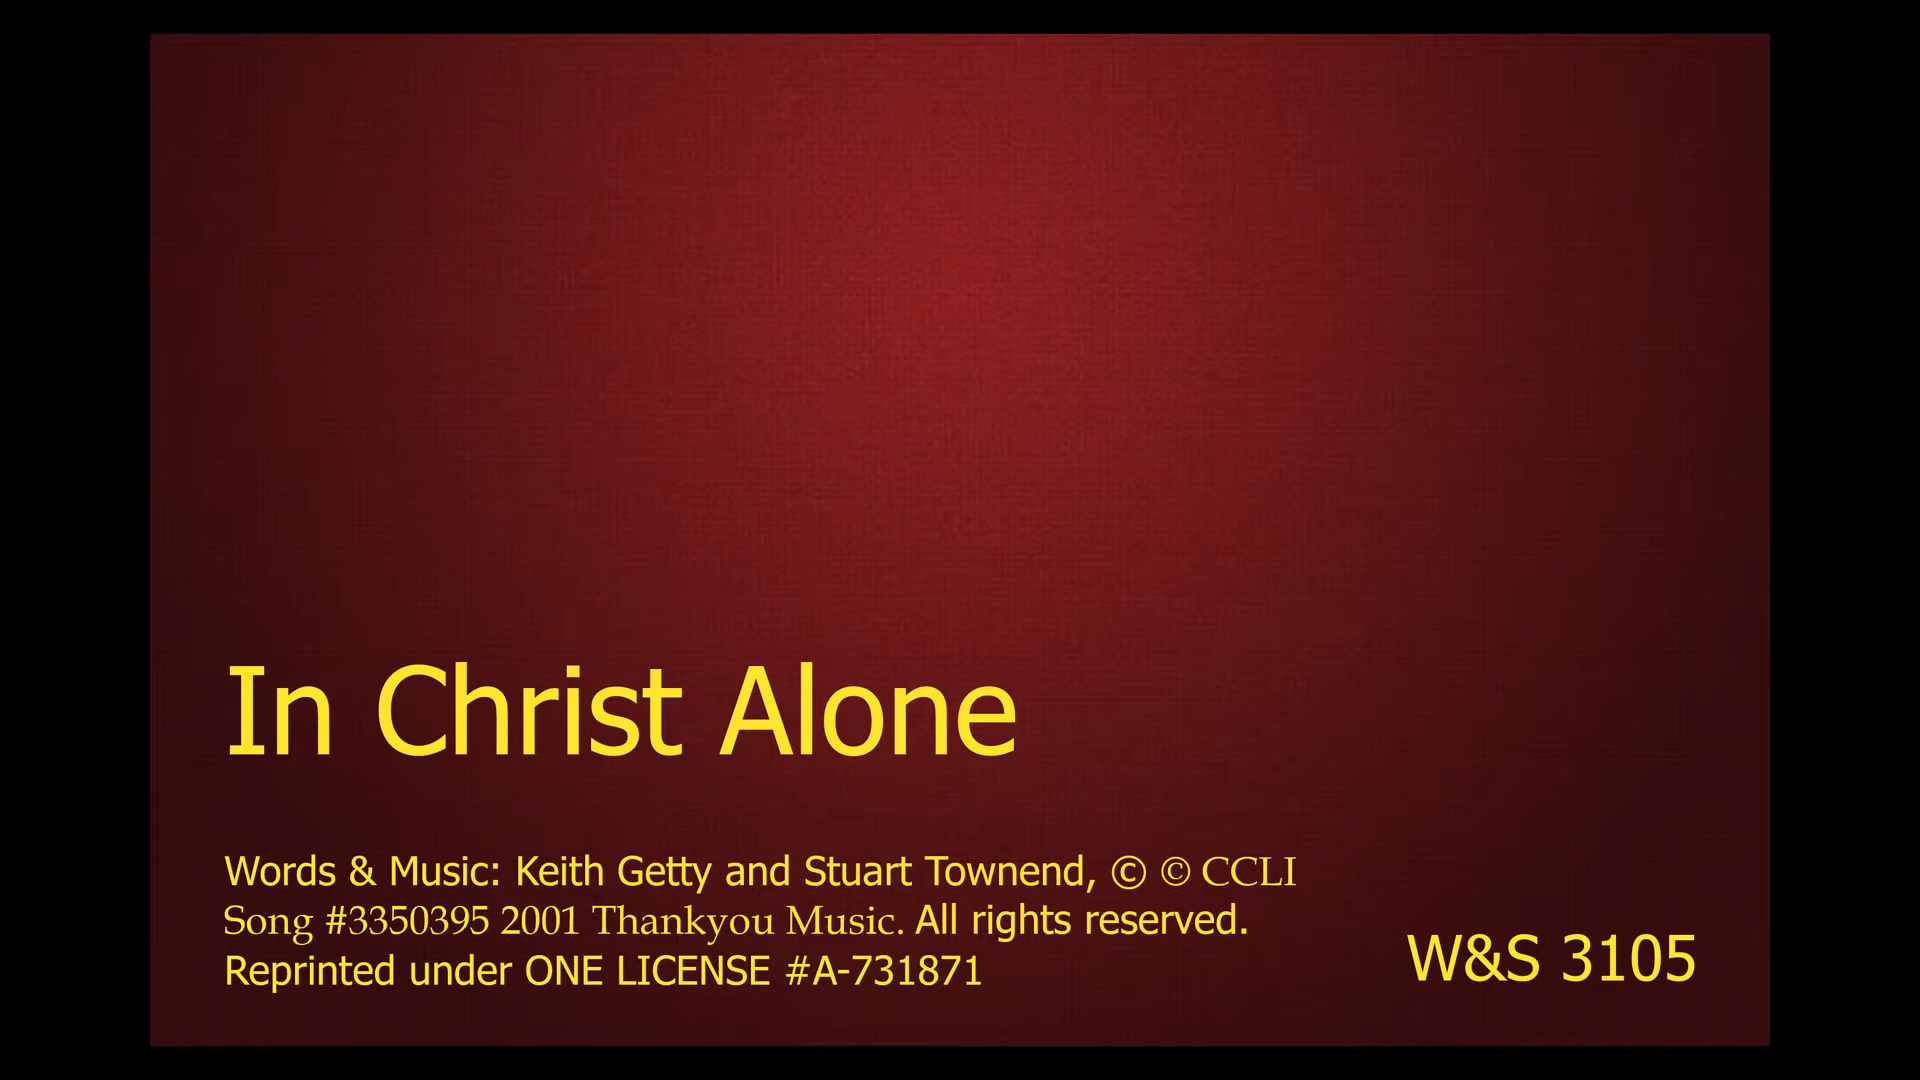 In Christ Alone
Words & Music: Keith Getty and Stuart Townend, © © CCLI
Song #3350395 2001 Thankyou Music. All rights reserved.
Reprinted under ONE LICENSE #A-731871
W&S 3105